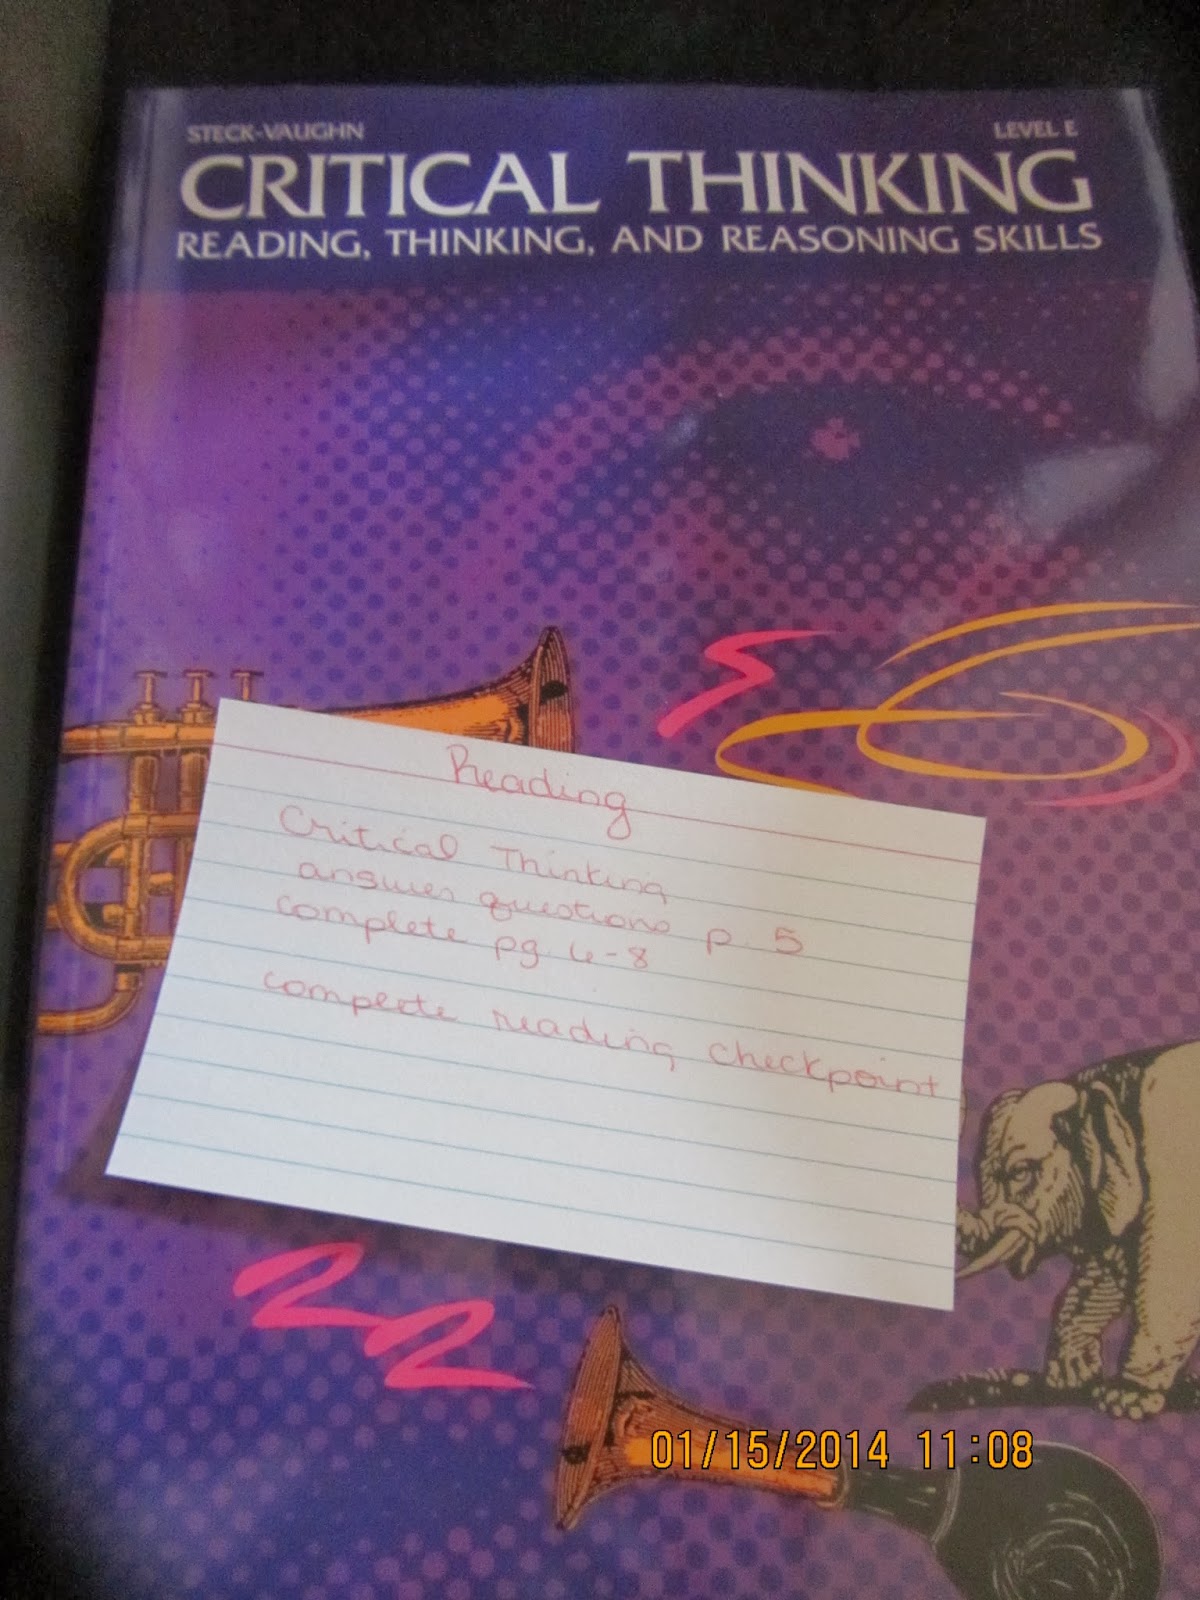 STECK-VAUGHN LEVEL E
CRITICAL THINKING
READING, THINKING, AND REASONING SKILLS
Reading
Critical Thinking
answer questions p. 5
complete pg. 6-8
complete reading checkpoint
01/15/2014 11:08